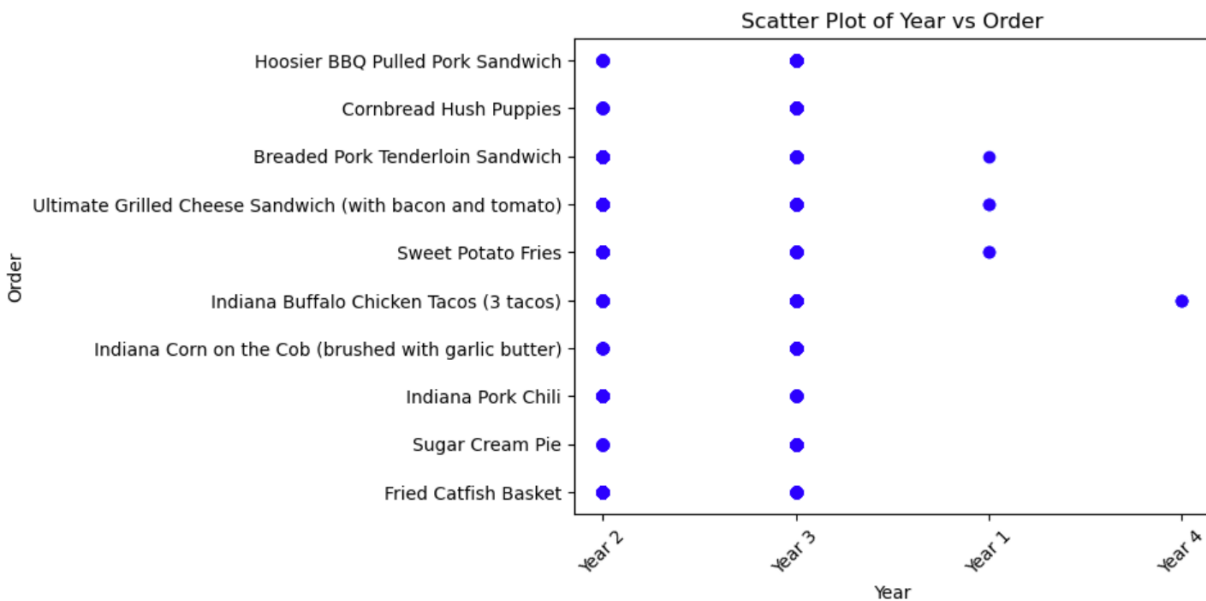 Scatter Plot of Year vs Order
Hoosier BBQ Pulled Pork Sandwich
Cornbread Hush Puppies
Breaded Pork Tenderloin Sandwich
Ultimate Grilled Cheese Sandwich (with bacon and tomato)
Sweet Potato Fries
Indiana Buffalo Chicken Tacos (3 tacos)
Indiana Corn on the Cob (brushed with garlic butter)
Indiana Pork Chili
Sugar Cream Pie
Fried Catfish Basket
Order
Year 2
Year 3
Year 1
Year 4
Year